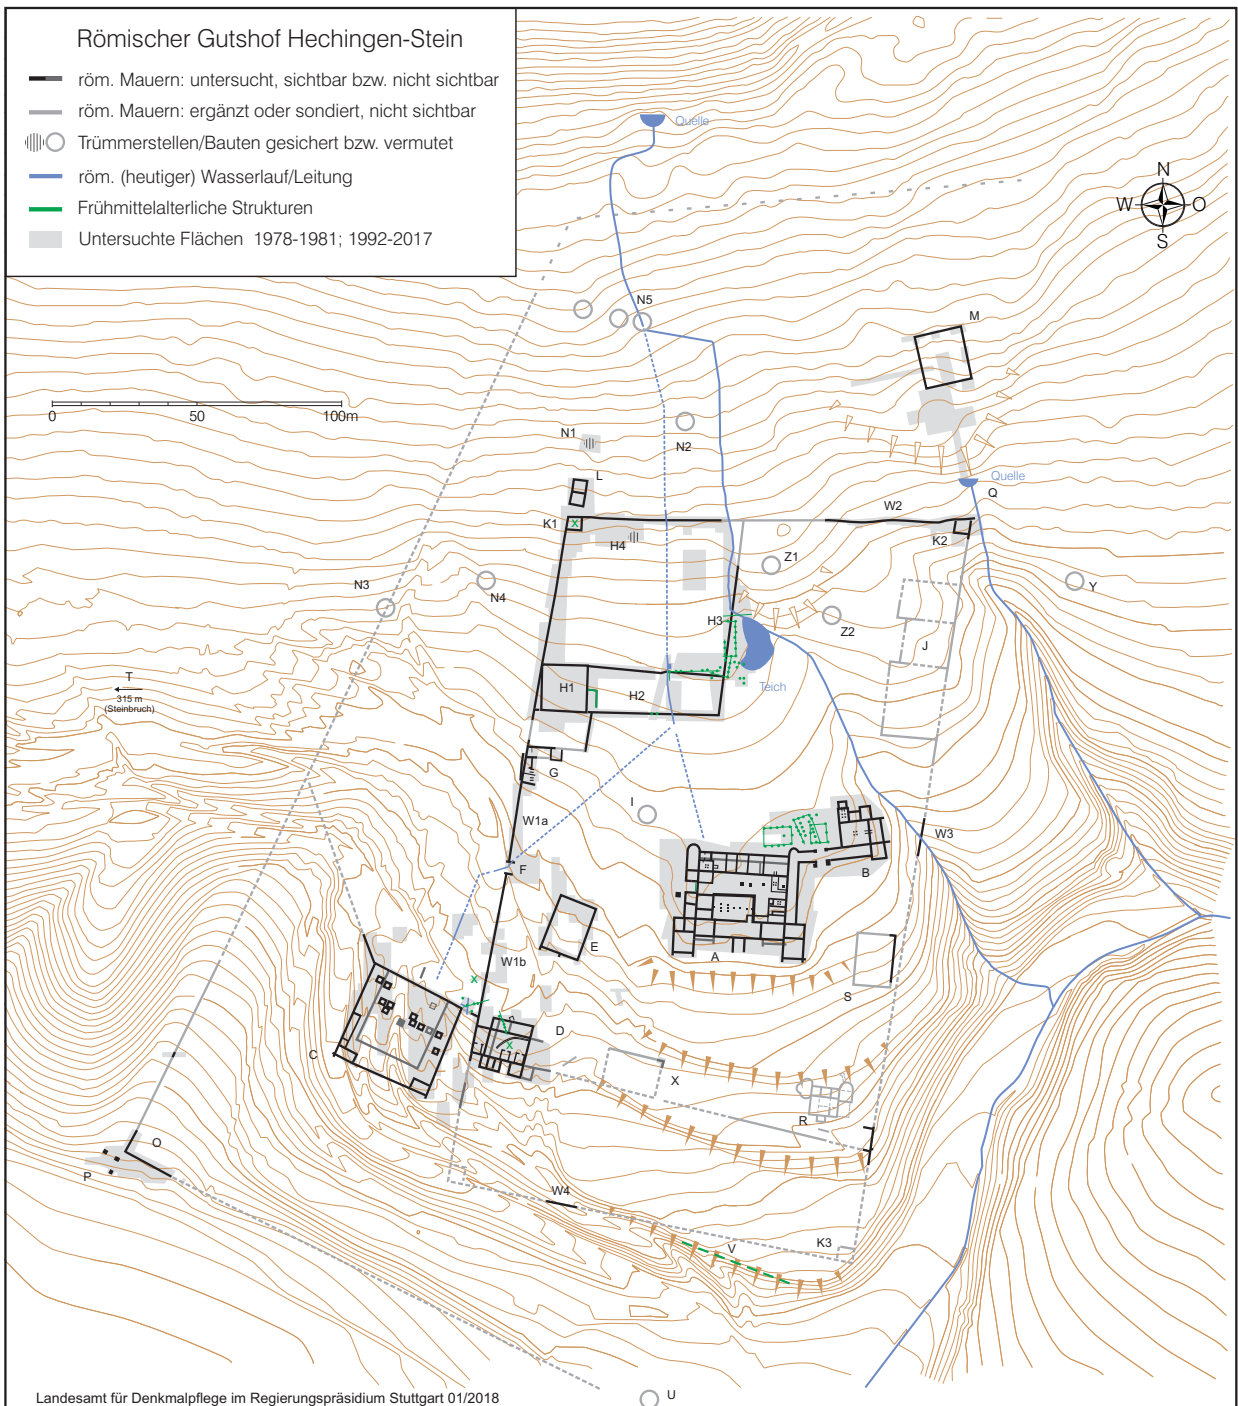 Römischer Gutshof Hechingen-Stein
röm. Mauern: untersucht, sichtbar bzw. nicht sichtbar
röm. Mauern: ergänzt oder sondiert, nicht sichtbar
Trümmerstellen/Bauten gesichert bzw. vermutet
röm. (heutiger) Wasserlauf/Leitung
Frühmittelalterliche Strukturen
Untersuchte Flächen 1978-1981; 1992-2017
Quelle
N
W O
S
N5
M
0 50 100m
N1
N2
L
Quelle
Q
W2
K1
X
H4
K2
Z1
N3
N4
Y
H3
Z2
J
T
315 m
(Steinbruch)
H1
H2
Teich
G
I
W1a
W3
F
B
E
A
W1b
X
S
D
X
C
X
R
O
P
W4
V
K3
U
Landesamt für Denkmalpflege im Regierungspräsidium Stuttgart 01/2018